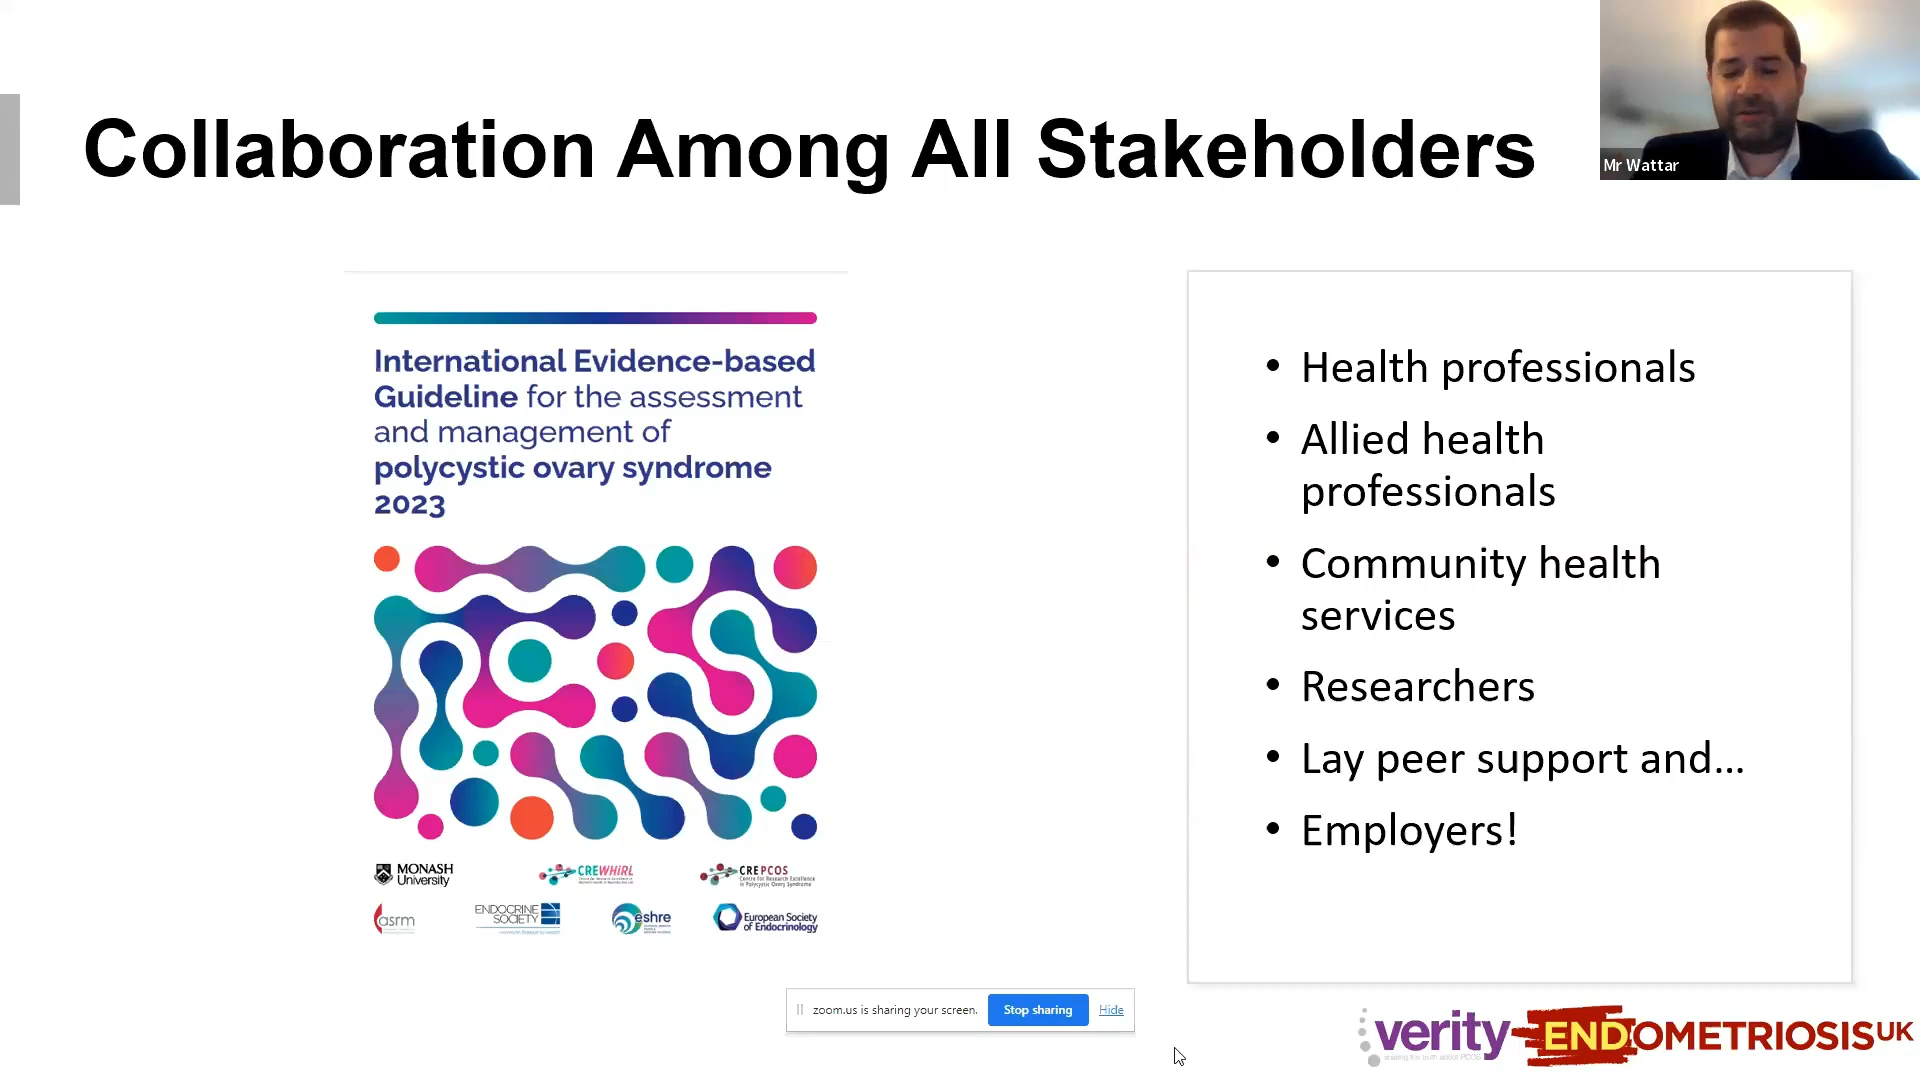 Collaboration Among All Stakeholders
Mr Wattar
International Evidence-based
Guideline for the assessment
and management of
polycystic ovary syndrome
2023
MONASH
University
CREWHiRL
CREPCOS
Centre for Research Excellence
in Polycystic Ovary Syndrome
asrm
ENDOCRINE
SOCIETY
eshre
European Society
of Endocrinology
• Health professionals
• Allied health
professionals
• Community health
services
• Researchers
• Lay peer support and...
• Employers!
zoom.us is sharing your screen.
Stop sharing
Hide
verity
ENDOMETRIOSIS UK